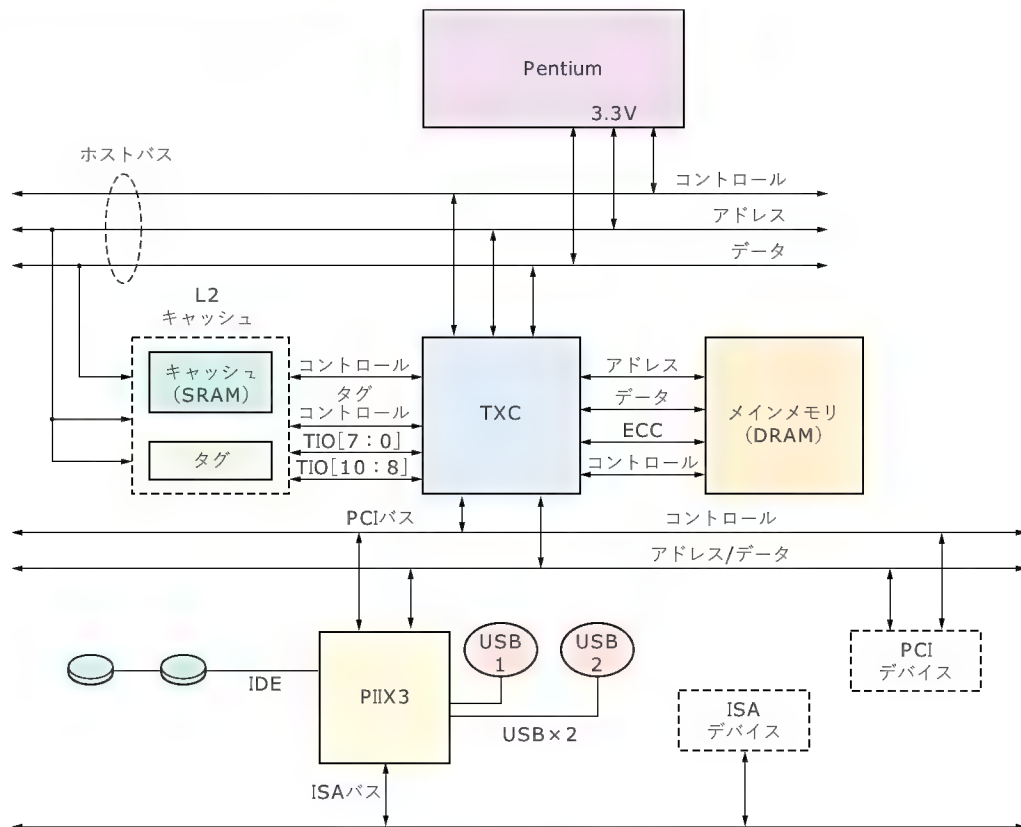 Pentium
3.3V
ホストバス
コントロール
アドレス
データ
L2
キャッシュ
キャッシュ
(SRAM)
タグ
コントロール
タグ
コントロール
TIO[7:0]
TIO[10:8]
TXC
アドレス
データ
ECC
コントロール
メインメモリ
(DRAM)
PCIバス
コントロール
アドレス/データ
IDE
PIIX3
USB
1
USB
2
USB×2
ISA
デバイス
PCI
デバイス
ISAバス